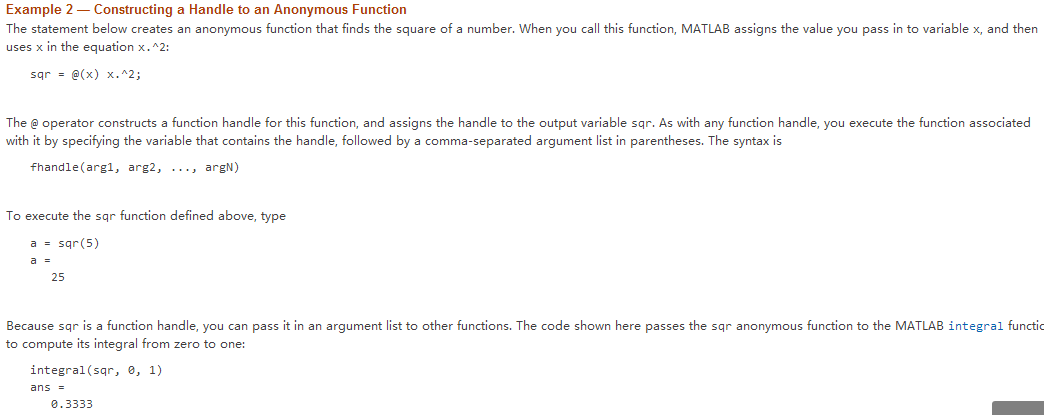 Example 2 — Constructing a Handle to an Anonymous Function
The statement below creates an anonymous function that finds the square of a number. When you call this function, MATLAB assigns the value you pass in to variable x, and then
uses x in the equation x.^2:
sqr = @(x) x.^2;
The @ operator constructs a function handle for this function, and assigns the handle to the output variable sqr. As with any function handle, you execute the function associated
with it by specifying the variable that contains the handle, followed by a comma-separated argument list in parentheses. The syntax is
fhandle(arg1, arg2, ..., argN)
To execute the sqr function defined above, type
a = sqr(5)
a =
25
Because sqr is a function handle, you can pass it in an argument list to other functions. The code shown here passes the sqr anonymous function to the MATLAB integral functic
to compute its integral from zero to one:
integral(sqr, 0, 1)
ans =
0.3333